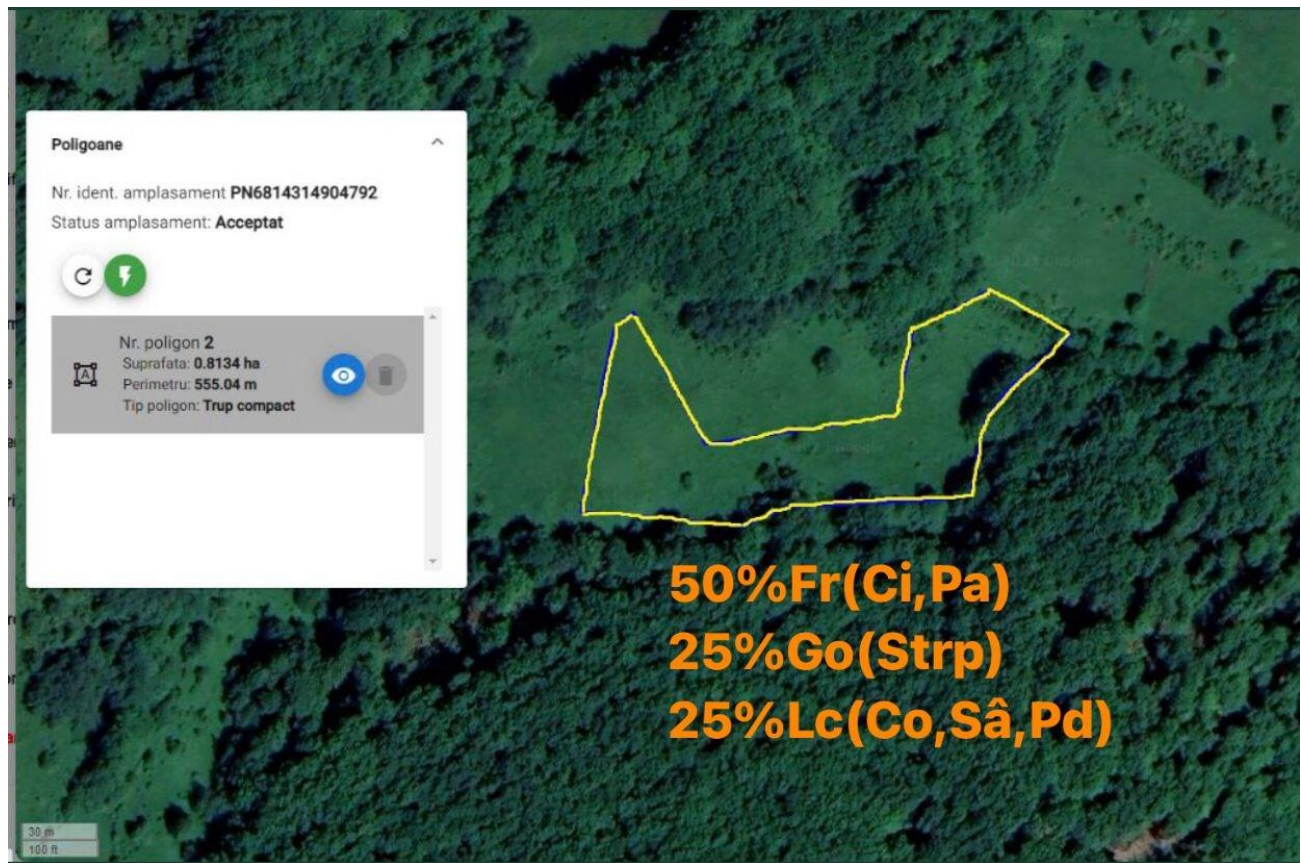 Poligoane
Nr. ident. amplasament PN6814314904792
Status amplasament: Acceptat
Nr. poligon 2
Suprafata: 0.8134 ha
Perimetru: 555.04 m
Tip poligon: Trup compact
50%Fr(Ci,Pa)
25%Go(Strp)
25%Lc(Co,Sâ,Pd)
30 m
100 ft